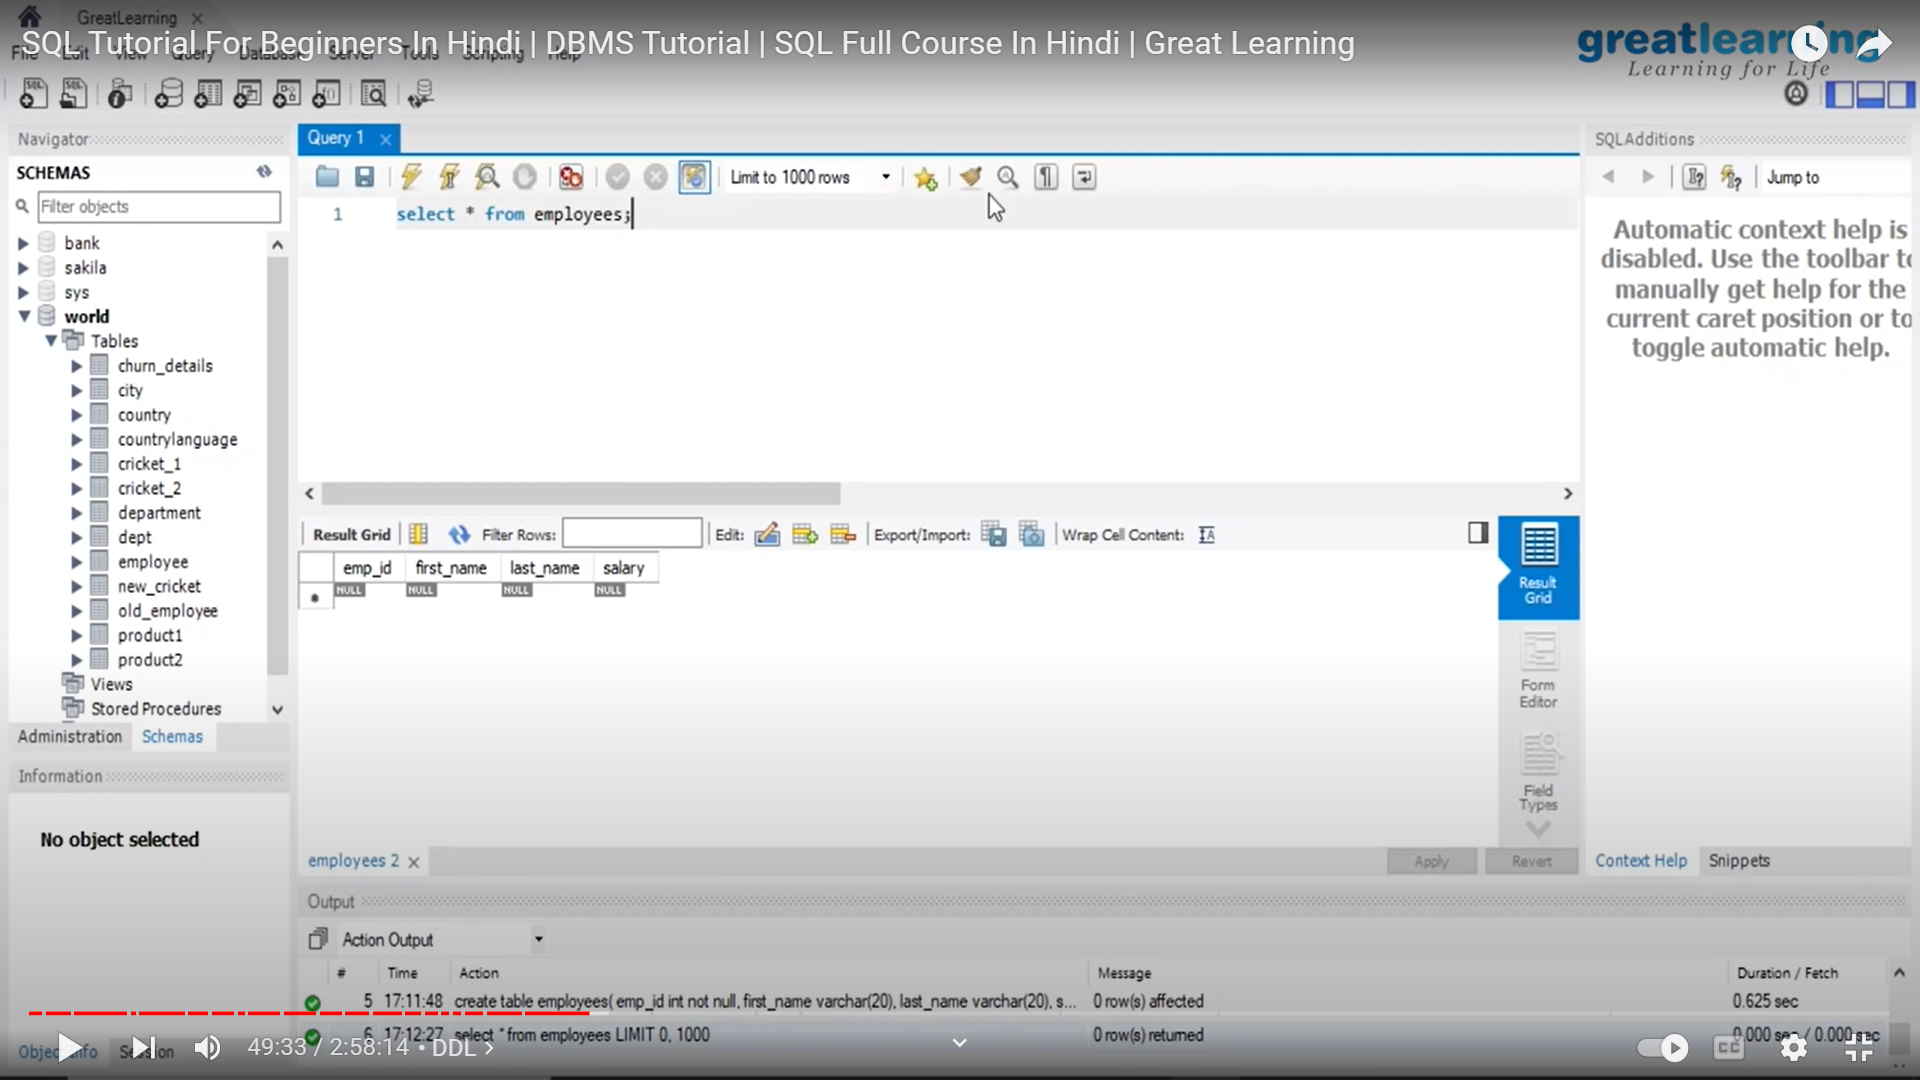 GreatLearning
SQL Tutorial For Beginners In Hindi | DBMS Tutorial | SQL Full Course In Hindi | Great Learning
File Edit View Query Database Server Tools Scripting Help
greatlearning
Learning for Life
Navigator
SCHEMAS
Filter objects
bank
sakila
sys
world
Tables
churn_details
city
country
countrylanguage
cricket_1
cricket_2
department
dept
employee
new_cricket
old_employee
product1
product2
Views
Stored Procedures
Administration Schemas
Information
No object selected
Object Info Session
Query 1
Limit to 1000 rows
1 select * from employees;
Result Grid Filter Rows: Edit: Export/Import: Wrap Cell Content:
emp_id first_name last_name salary
NULL NULL NULL NULL
Result
Grid
Form
Editor
Field
Types
employees 2
Apply Revert
SQLAdditions
Jump to
Automatic context help is
disabled. Use the toolbar to
manually get help for the
current caret position or to
toggle automatic help.
Context Help Snippets
Output
Action Output
# Time Action Message Duration / Fetch
5 17:11:48 create table employees( emp_id int not null, first_name varchar(20), last_name varchar(20), s... 0 row(s) affected 0.625 sec
6 17:12:27 select * from employees LIMIT 0, 1000 0 row(s) returned 0.000 sec / 0.000 sec
49:33 / 2:58:14 • DDL
CC